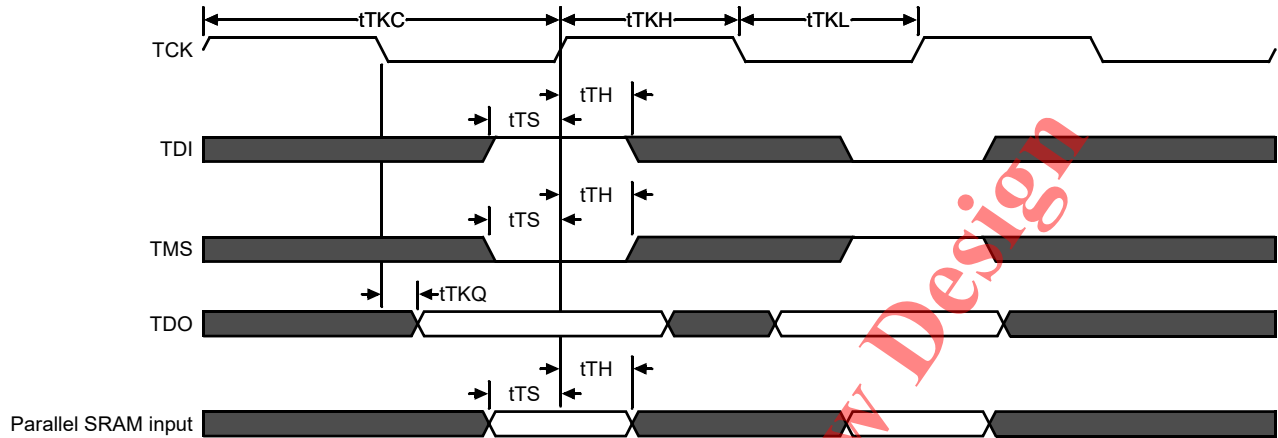 tTKC
tTKH
tTKL
TCK
tTH
tTS
TDI
tTH
tTS
TMS
tTKQ
TDO
tTH
tTS
Parallel SRAM input
Design